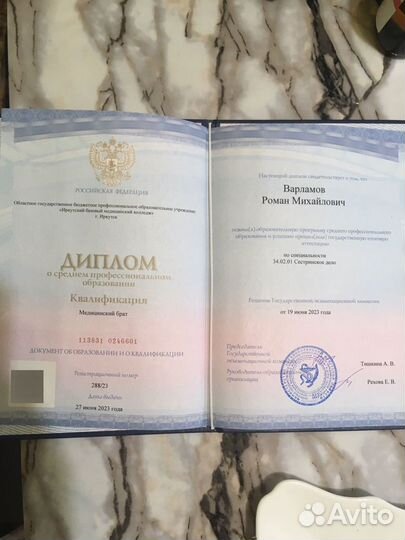 РОССИЙСКАЯ ФЕДЕРАЦИЯ
Областное государственное бюджетное профессиональное образовательное учреждение
«Иркутский базовый медицинский колледж»
г. Иркутск
ДИПЛОМ
о среднем профессиональном
образовании
Квалификация
Медицинский брат
113831 0246601
ДОКУМЕНТ ОБ ОБРАЗОВАНИИ И О КВАЛИФИКАЦИИ
Регистрационный номер
288/23
Дата выдачи
27 июня 2023 года
Настоящий диплом свидетельствует о том, что
Варламов
Роман Михайлович
освоил(а) образовательную программу среднего профессионального
образования и успешно прошел(шла) государственную итоговую
аттестацию
по специальности
34.02.01 Сестринское дело
Решение Государственной экзаменационной комиссии
от 19 июня 2023 года
Председатель
Государственной
экзаменационной комиссии
Тишкина А. В.
Руководитель образовательной
организации
Рехова Е. В.
Avito